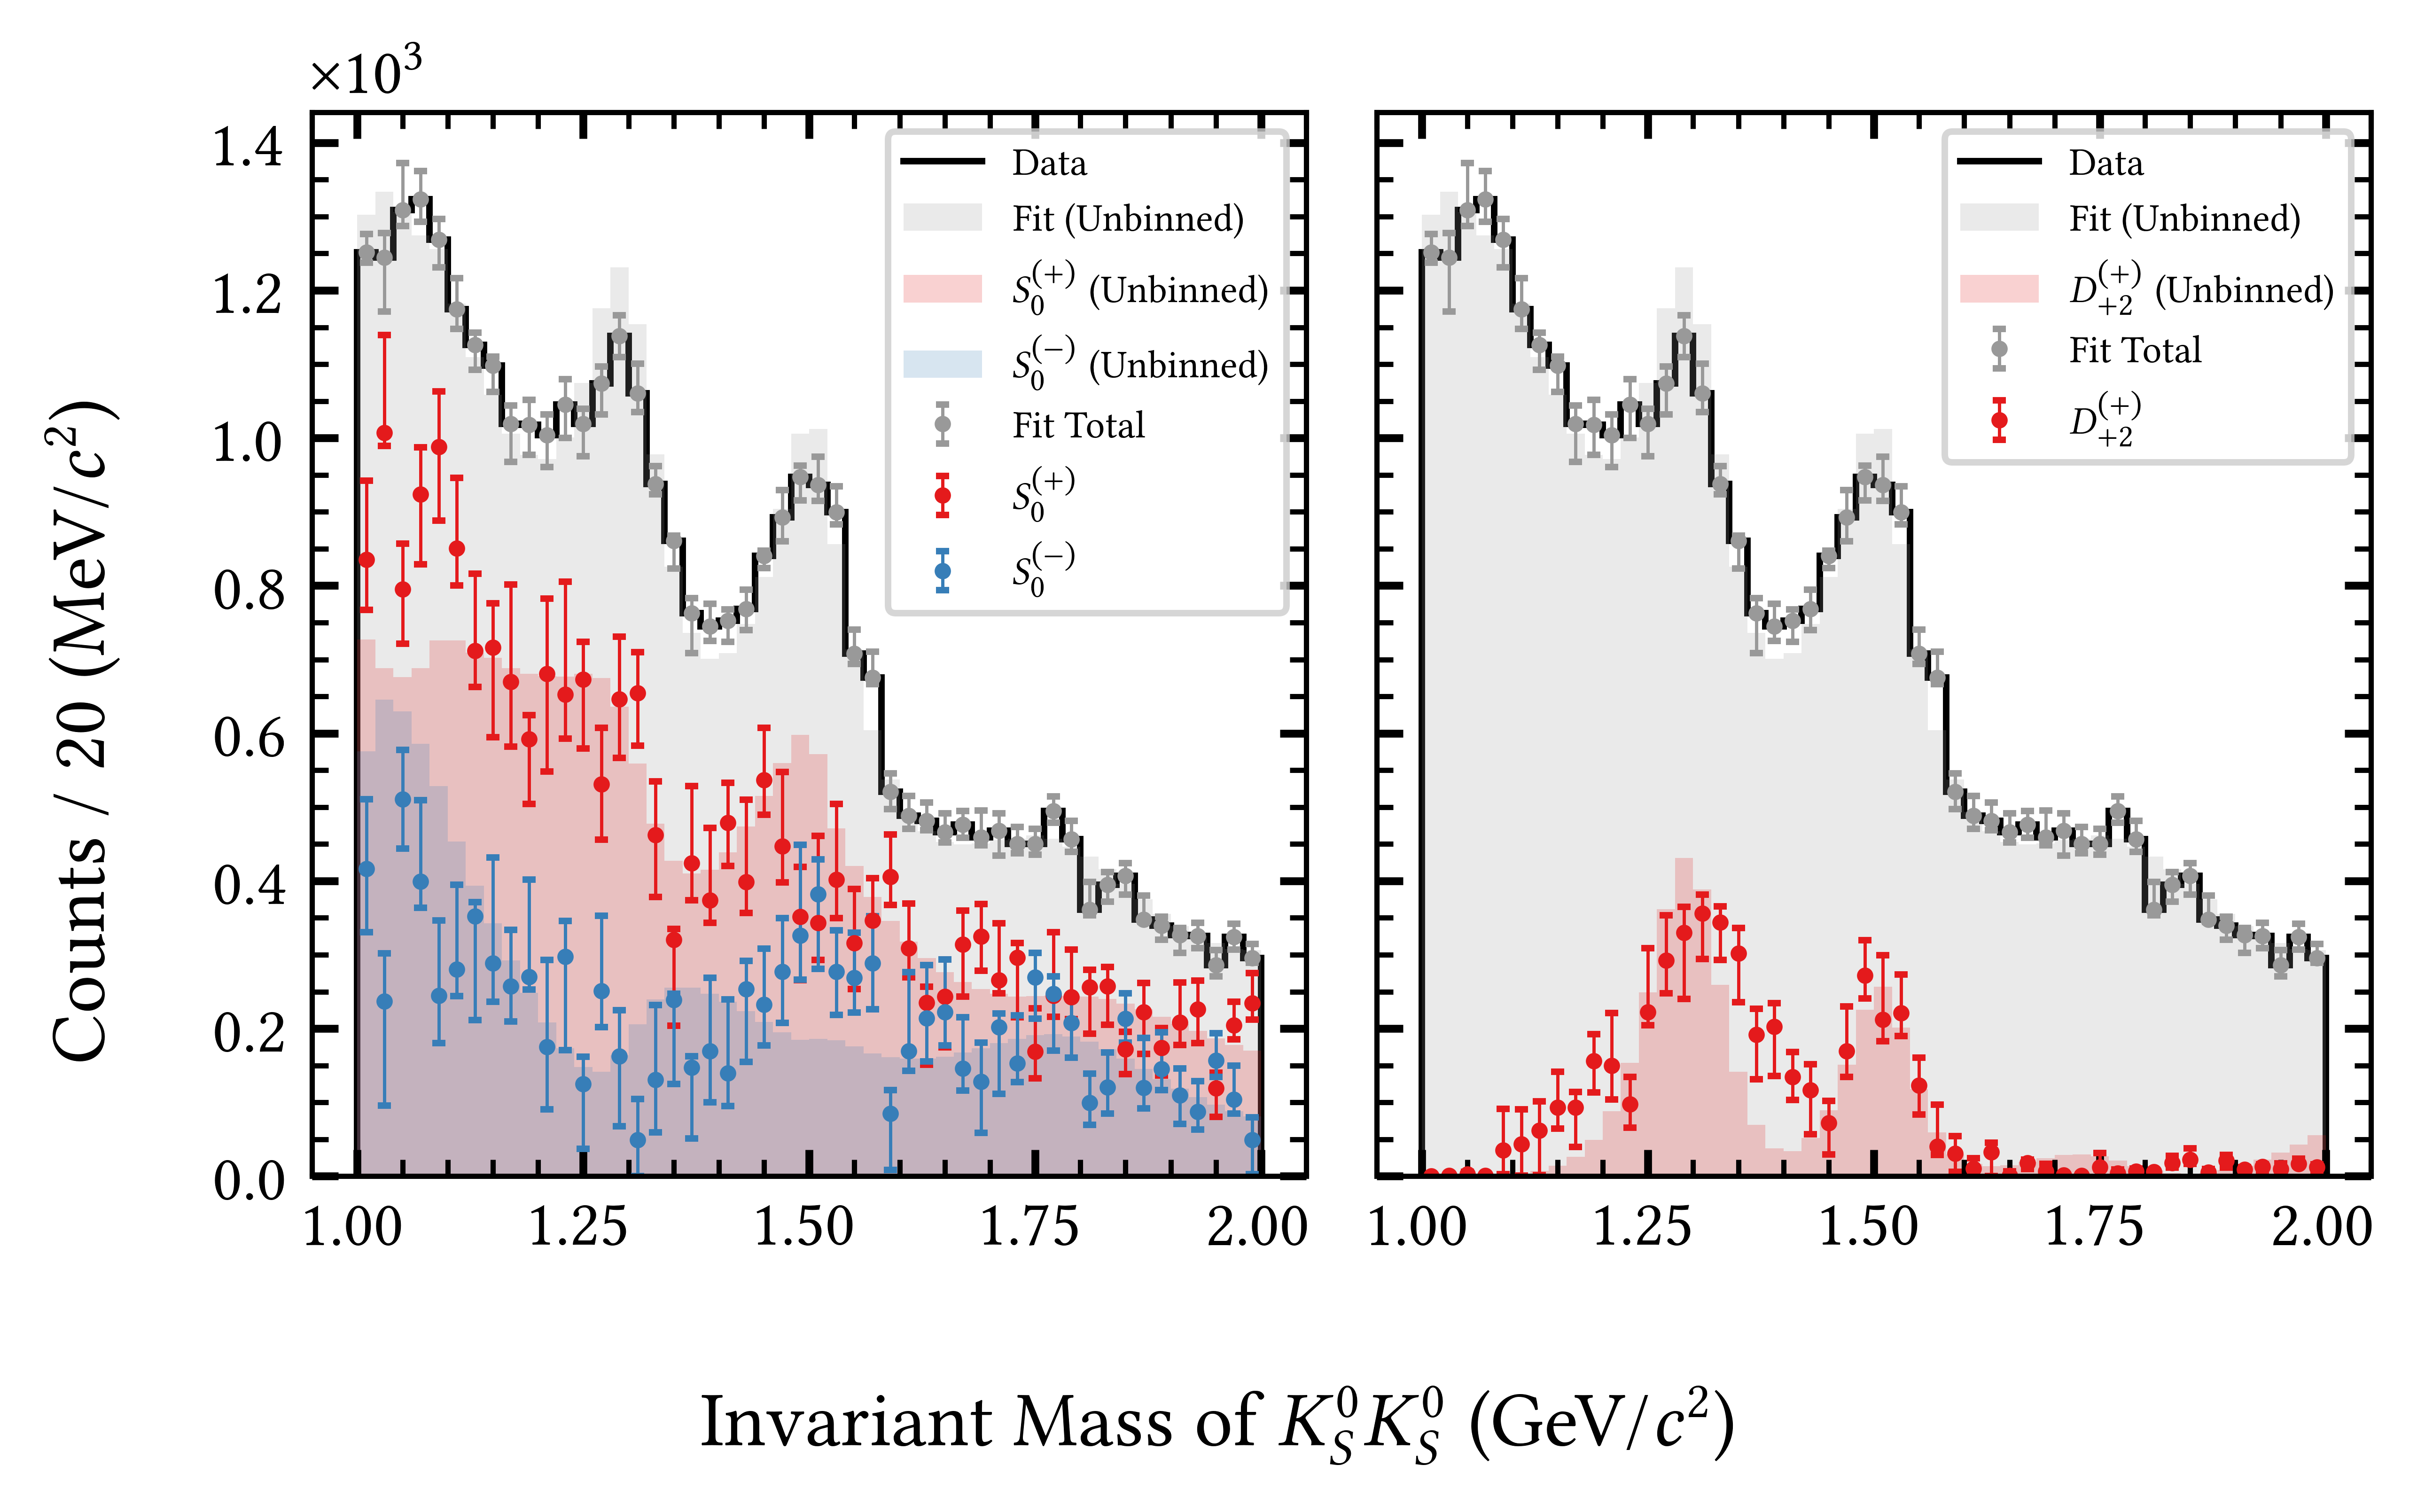 ×10³
Counts / 20 (MeV/c²)
1.4
1.2
1.0
0.8
0.6
0.4
0.2
0.0
Data
Fit (Unbinned)
S₀⁽⁺⁾ (Unbinned)
S₀⁽⁻⁾ (Unbinned)
Fit Total
S₀⁽⁺⁾
S₀⁽⁻⁾
1.00 1.25 1.50 1.75 2.00
Data
Fit (Unbinned)
D₊₂⁽⁺⁾ (Unbinned)
Fit Total
D₊₂⁽⁺⁾
1.00 1.25 1.50 1.75 2.00
Invariant Mass of K_S⁰K_S⁰ (GeV/c²)